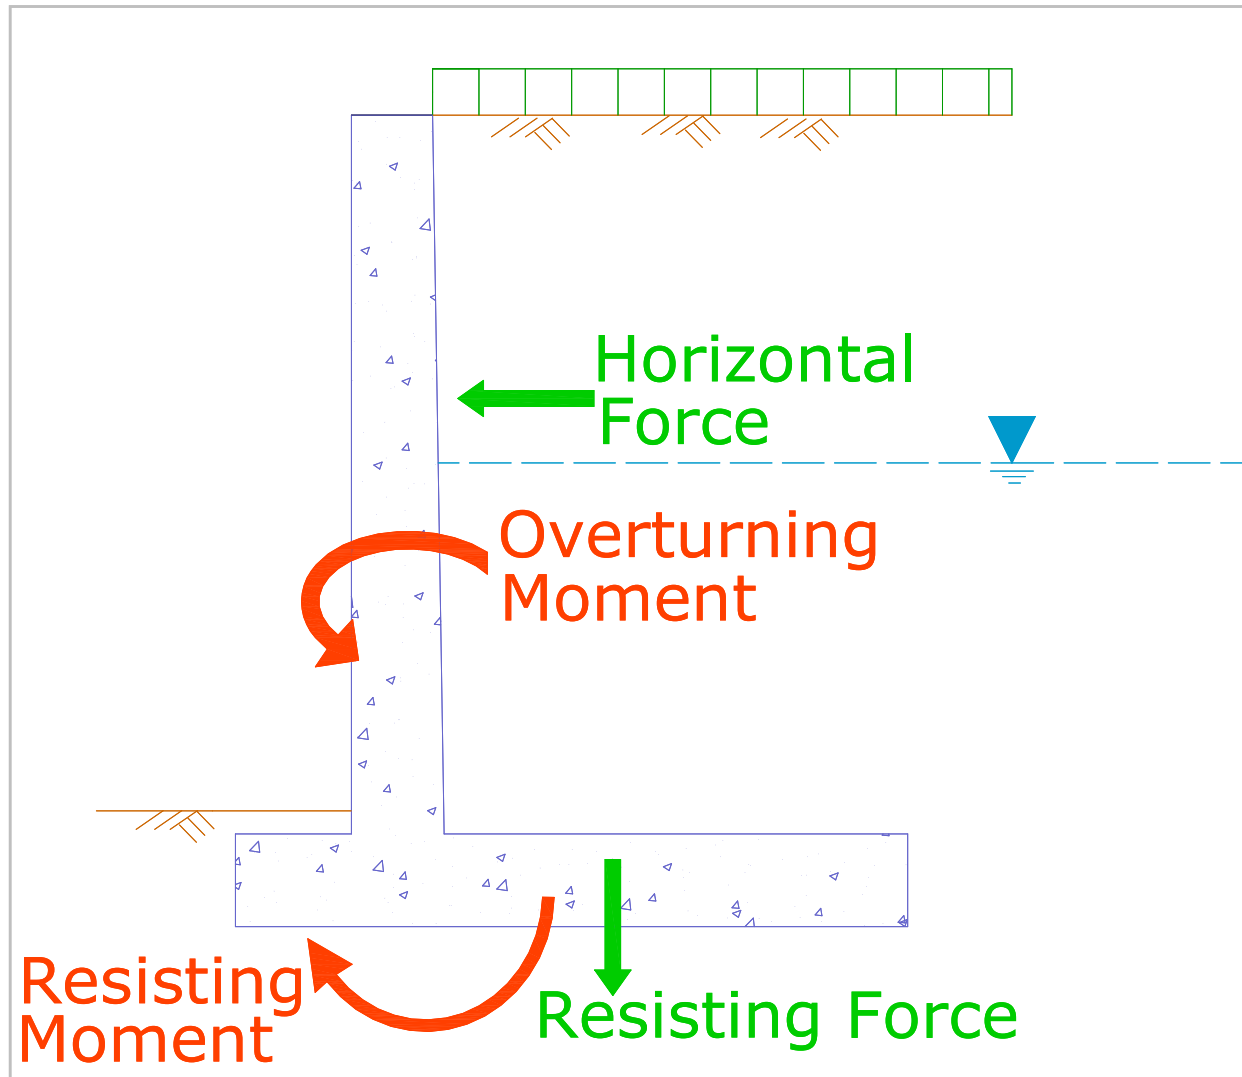 Horizontal
Force
Overturning
Moment
Resisting
Moment
Resisting Force